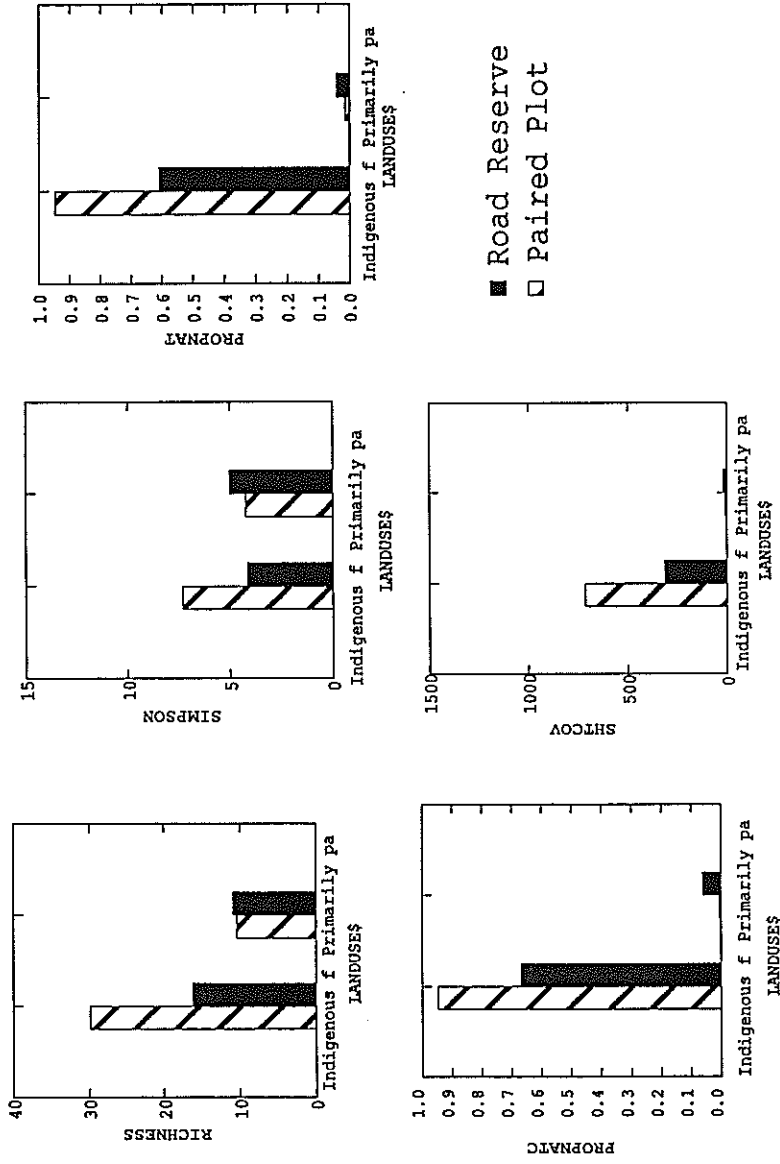 40
30
20
10
0
RICHNESS
Indigenous f Primarily pa
LANDUSE$
15
10
5
0
SIMPSON
Indigenous f Primarily pa
LANDUSE$
1.0
0.9
0.8
0.7
0.6
0.5
0.4
0.3
0.2
0.1
0.0
PROPNAT
Indigenous f Primarily pa
LANDUSE$
1.0
0.9
0.8
0.7
0.6
0.5
0.4
0.3
0.2
0.1
0.0
PROPNATC
Indigenous f Primarily pa
LANDUSE$
1500
1000
500
0
SHTCOV
Indigenous f Primarily pa
LANDUSE$
Road Reserve
Paired Plot